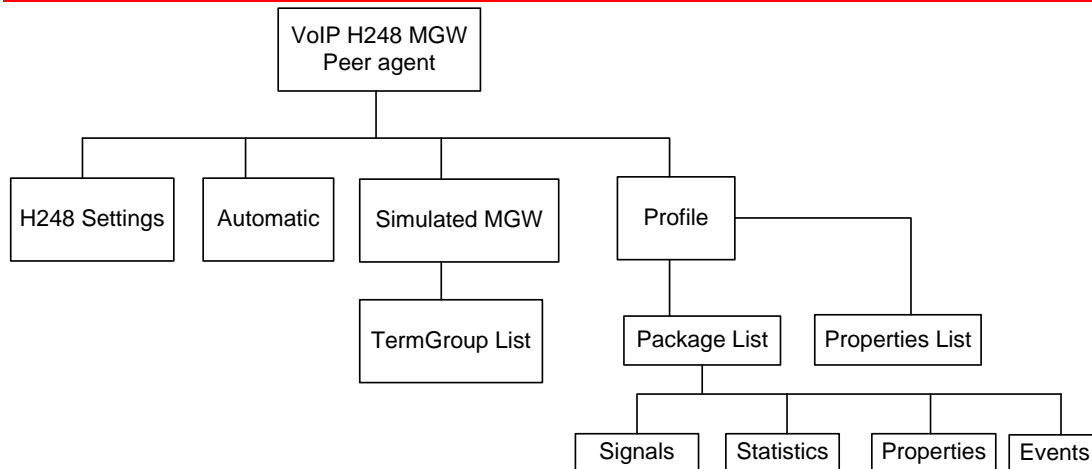 VoIP H248 MGW
Peer agent
H248 Settings
Automatic
Simulated MGW
Profile
TermGroup List
Package List
Properties List
Signals
Statistics
Properties
Events